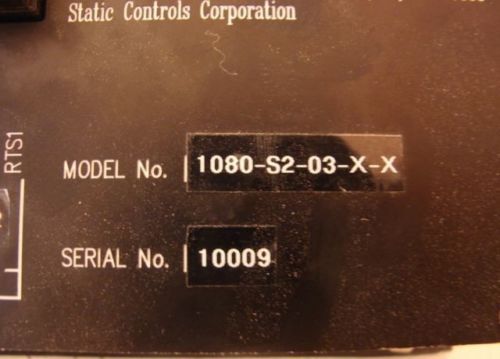 Static Controls Corporation
RTS1
MODEL No. 1080-S2-03-X-X
SERIAL No. 10009